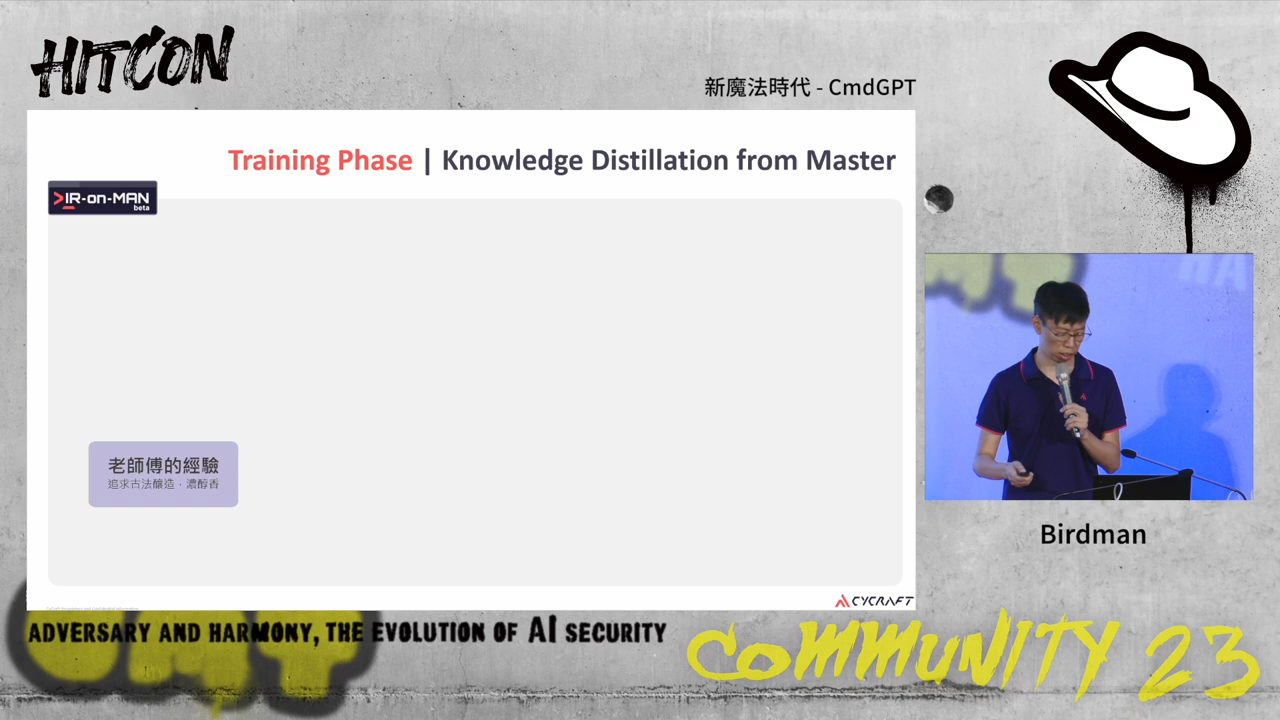 HITCON
新魔法時代 - CmdGPT
Training Phase | Knowledge Distillation from Master
IR-on-MAN
beta
老師傅的經驗
追求古法釀造，濃醇香
CYCRAFT
Birdman
ADVERSARY AND HARMONY, THE EVOLUTION OF AI SECURITY
COMMUNITY 23